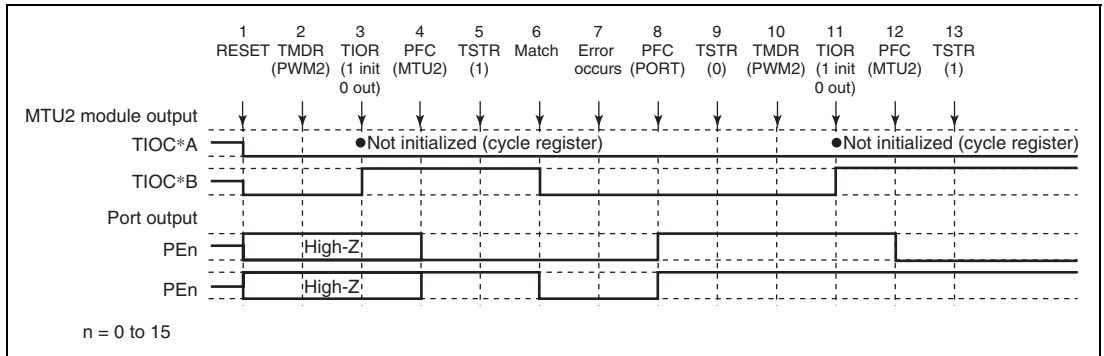 1 2 3 4 5 6 7 8 9 10 11 12 13
RESET TMDR TIOR PFC TSTR Match Error PFC TSTR TMDR TIOR PFC TSTR
(PWM2) (1 init (MTU2) (1) occurs (PORT) (0) (PWM2) (1 init (MTU2) (1)
0 out) 0 out)
MTU2 module output
TIOC*A ●Not initialized (cycle register) ●Not initialized (cycle register)
TIOC*B
Port output
PEn High-Z
PEn High-Z
n = 0 to 15